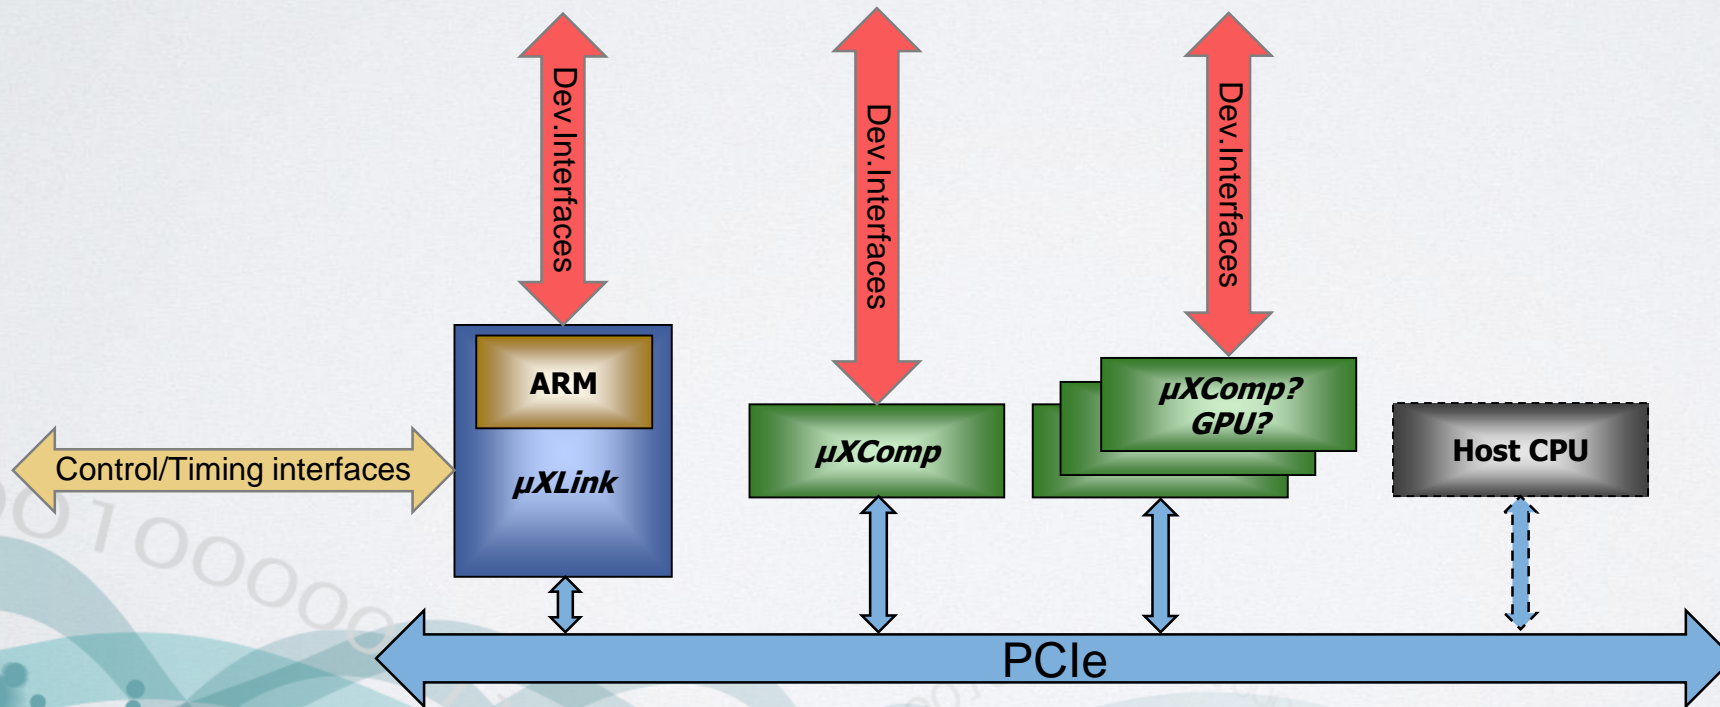 Dev.Interfaces
Dev.Interfaces
Dev.Interfaces
ARM
µXLink
Control/Timing interfaces
µXComp
µXComp?
GPU?
Host CPU
PCIe